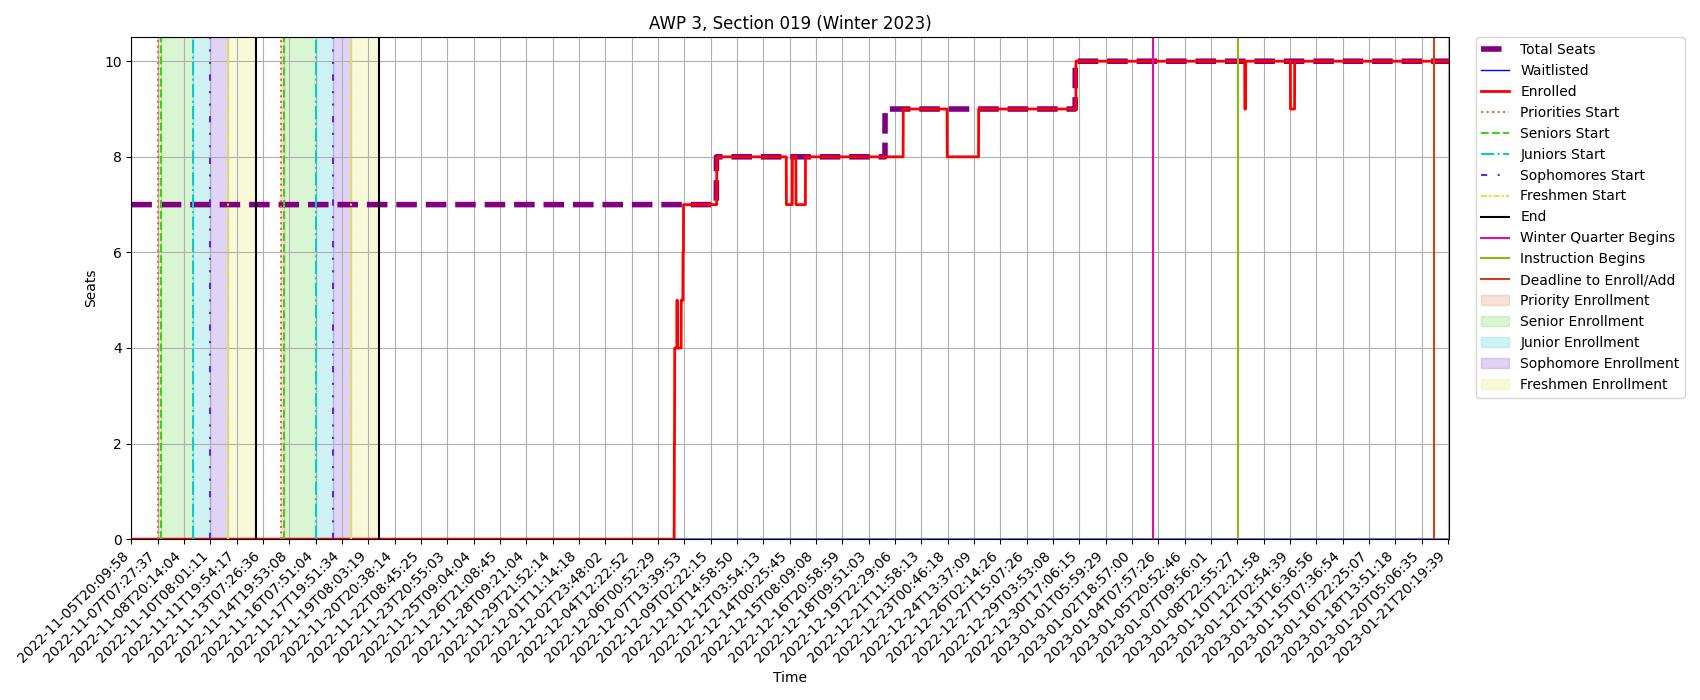 AWP 3, Section 019 (Winter 2023)
10
8
6
4
2
0
Seats
2022-11-05T20:09:58
2022-11-07T07:27:37
2022-11-08T20:14:04
2022-11-10T08:01:11
2022-11-11T19:54:17
2022-11-13T07:26:36
2022-11-14T19:53:08
2022-11-16T07:51:04
2022-11-17T19:51:34
2022-11-19T08:03:19
2022-11-20T20:38:14
2022-11-22T08:45:25
2022-11-23T20:55:03
2022-11-25T09:04:04
2022-11-26T21:08:45
2022-11-28T09:21:04
2022-11-29T21:52:14
2022-12-01T11:14:18
2022-12-02T23:48:02
2022-12-04T12:22:52
2022-12-06T00:52:29
2022-12-07T13:39:53
2022-12-09T02:22:15
2022-12-10T14:58:50
2022-12-12T03:54:13
2022-12-14T00:25:45
2022-12-15T08:09:08
2022-12-16T20:58:59
2022-12-18T09:51:03
2022-12-19T22:29:06
2022-12-21T11:58:13
2022-12-23T00:46:18
2022-12-24T13:37:09
2022-12-26T02:14:26
2022-12-27T15:07:26
2022-12-29T03:53:08
2022-12-30T17:06:15
2023-01-01T05:59:29
2023-01-02T18:57:00
2023-01-04T07:57:26
2023-01-05T20:52:46
2023-01-07T09:56:01
2023-01-08T22:55:27
2023-01-10T12:21:58
2023-01-12T02:54:39
2023-01-13T16:36:56
2023-01-15T07:36:54
2023-01-16T22:25:07
2023-01-18T13:51:18
2023-01-20T05:06:35
2023-01-21T20:19:39
Time
Total Seats
Waitlisted
Enrolled
Priorities Start
Seniors Start
Juniors Start
Sophomores Start
Freshmen Start
End
Winter Quarter Begins
Instruction Begins
Deadline to Enroll/Add
Priority Enrollment
Senior Enrollment
Junior Enrollment
Sophomore Enrollment
Freshmen Enrollment